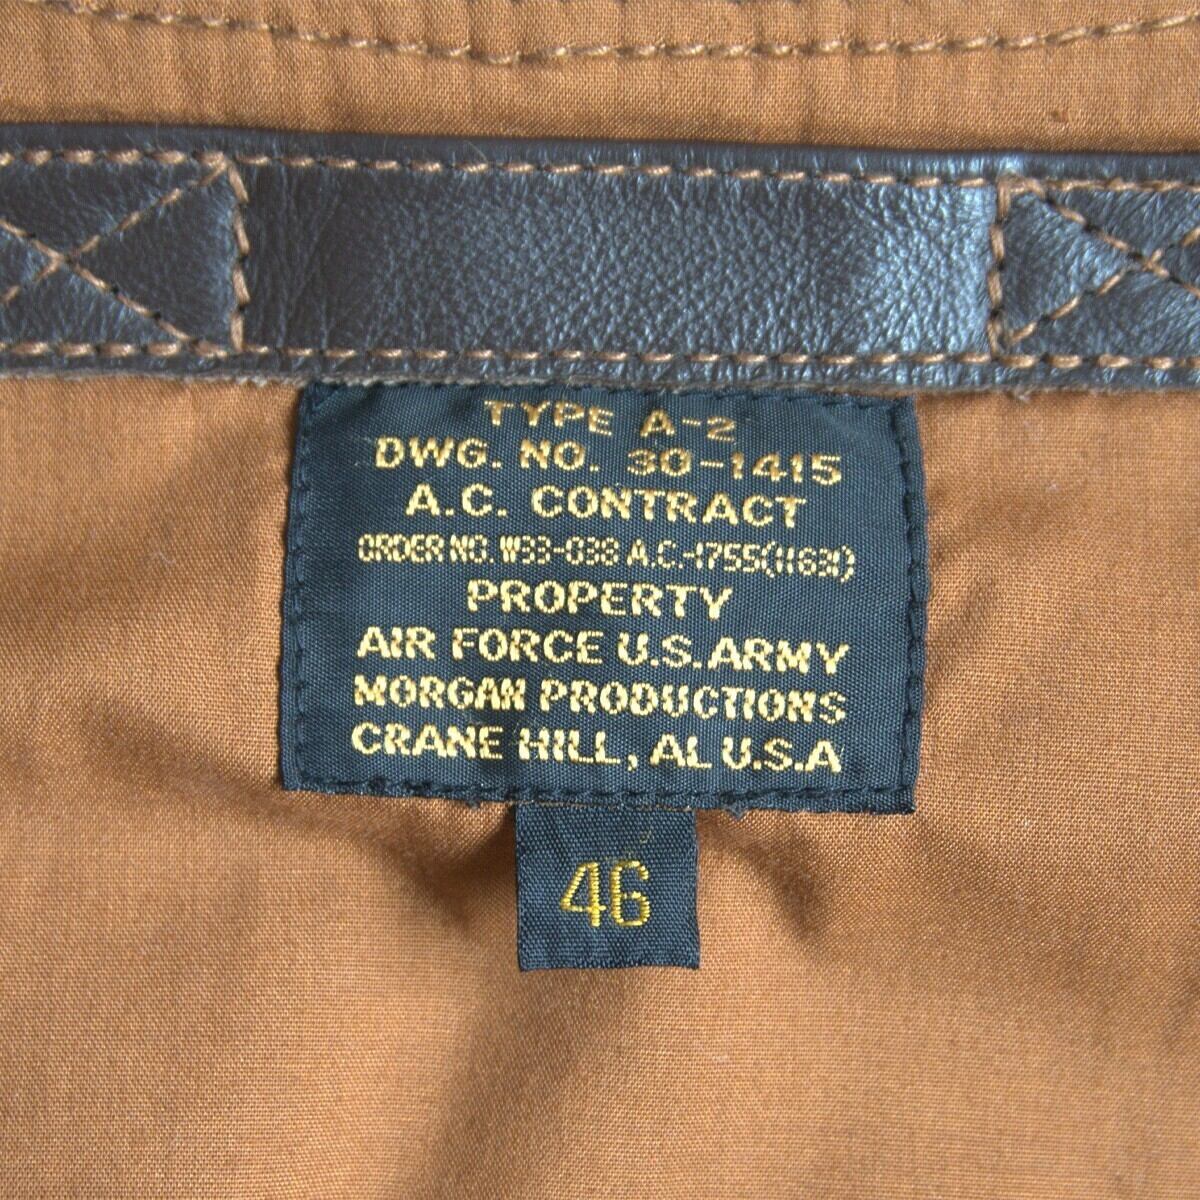 TYPE A-2
DWG. NO. 30-1415
A.C. CONTRACT
ORDER NO. W33-038 A.C.-1755(11631)
PROPERTY
AIR FORCE U.S.ARMY
MORGAN PRODUCTIONS
CRANE HILL, AL U.S.A
46